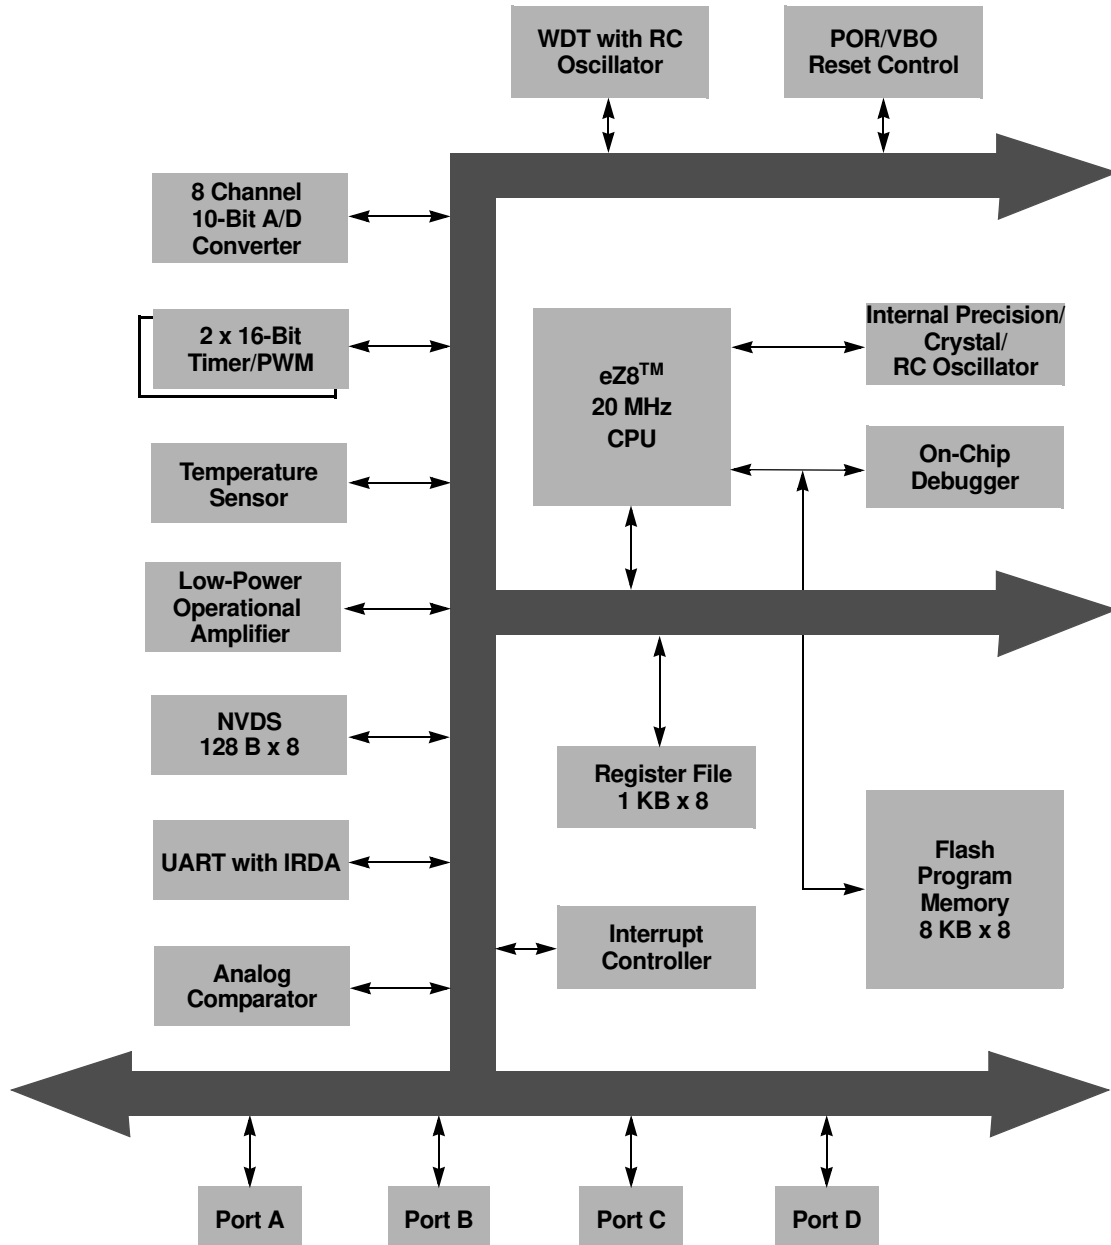 WDT with RC
Oscillator
POR/VBO
Reset Control
8 Channel
10-Bit A/D
Converter
2 x 16-Bit
Timer/PWM
Temperature
Sensor
Low-Power
Operational
Amplifier
NVDS
128 B x 8
UART with IRDA
Analog
Comparator
eZ8™
20 MHz
CPU
Internal Precision/
Crystal/
RC Oscillator
On-Chip
Debugger
Register File
1 KB x 8
Interrupt
Controller
Flash
Program
Memory
8 KB x 8
Port A
Port B
Port C
Port D